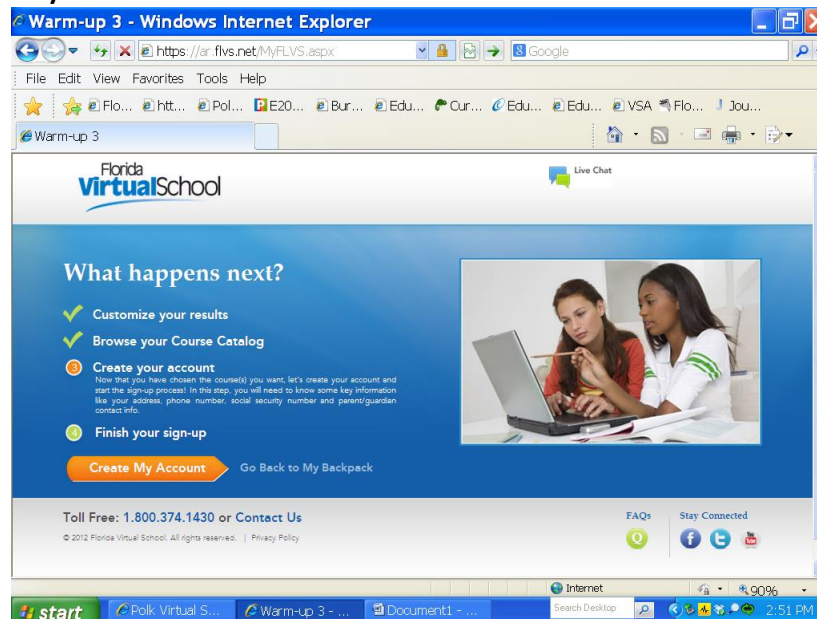 Warm-up 3 - Windows Internet Explorer
https://ar.flvs.net/MyFLVS.aspx
Google
File Edit View Favorites Tools Help
Flo... htt... Pol... E20... Bur... Edu... Cur... Edu... Edu... VSA Flo... Jou...
Warm-up 3
Florida
VirtualSchool
Live Chat
What happens next?
Customize your results
Browse your Course Catalog
3 Create your account
Now that you have chosen the course(s) you want, let's create your account and
start the sign-up process! In this step, you will need to know some key information
like your address, phone number, social security number and parent/guardian
contact info.
4 Finish your sign-up
Create My Account Go Back to My Backpack
Toll Free: 1.800.374.1430 or Contact Us
FAQs Stay Connected
© 2012 Florida Virtual School. All rights reserved. | Privacy Policy
Internet
90%
start Polk Virtual S... Warm-up 3 - ... Document1 - ... Search Desktop 2:51 PM